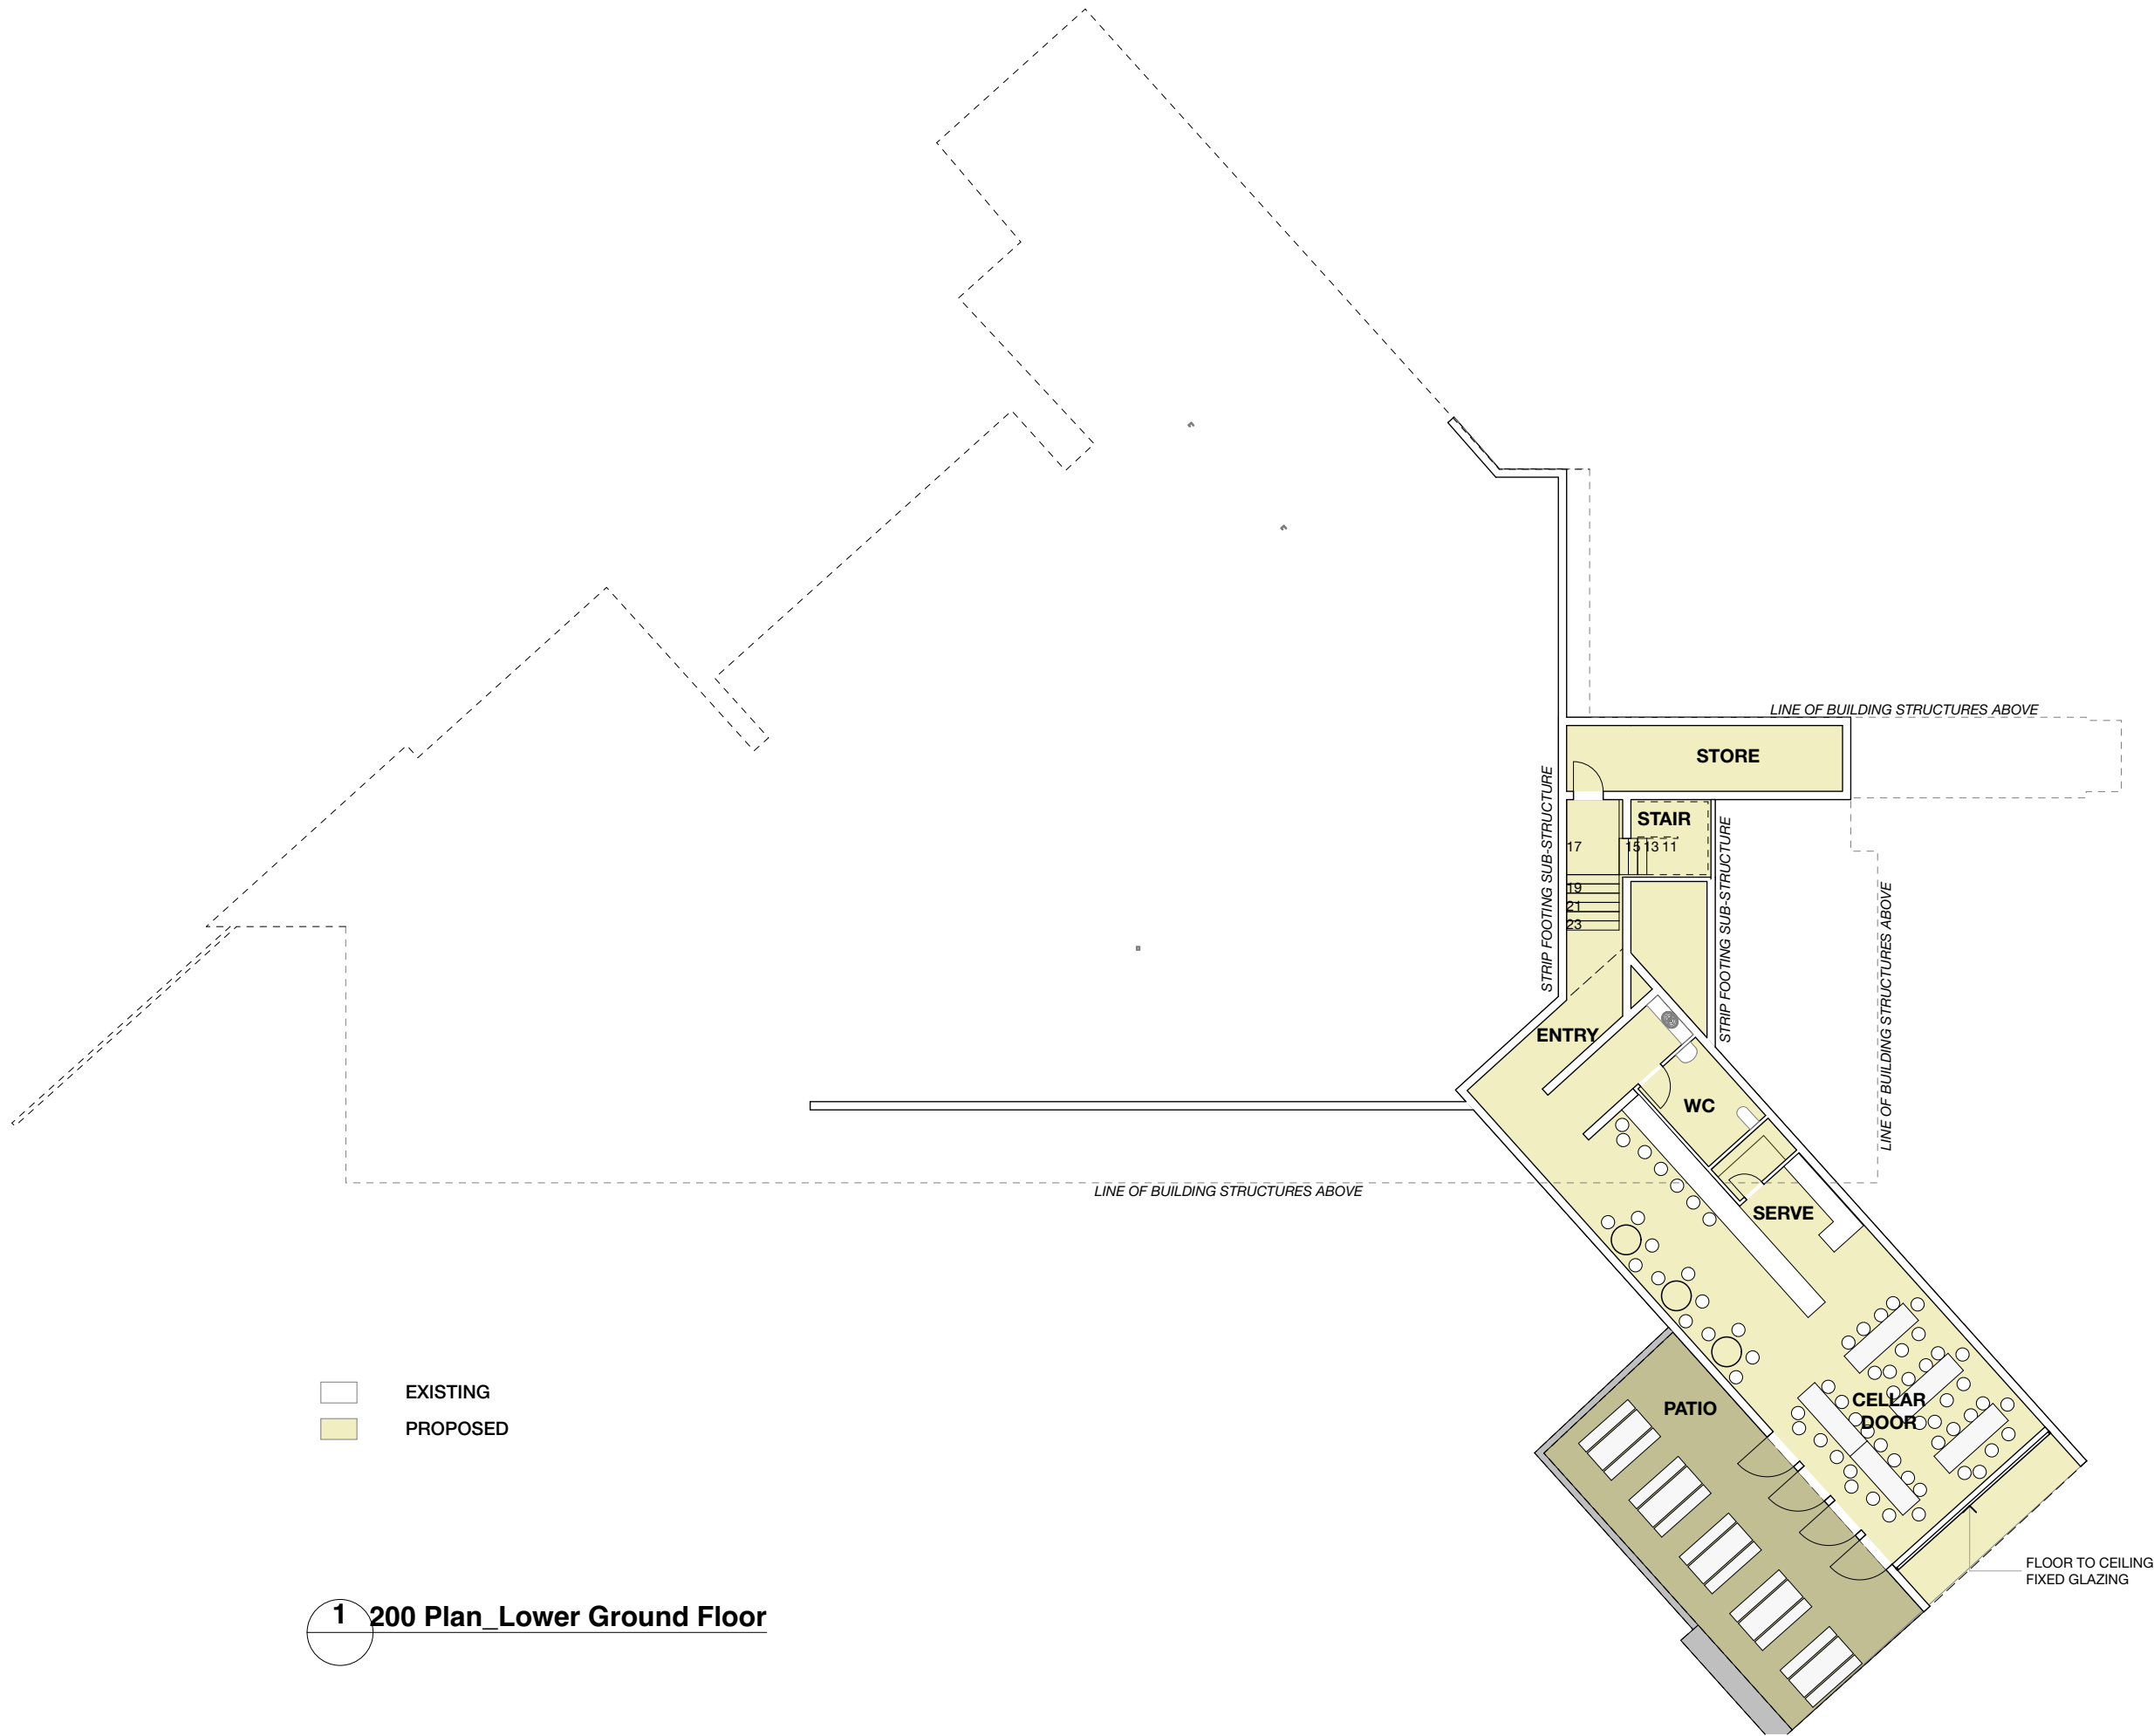 LINE OF BUILDING STRUCTURES ABOVE
STORE
STRIP FOOTING SUB-STRUCTURE
STAIR
17
15 13 11
19
21
23
STRIP FOOTING SUB-STRUCTURE
LINE OF BUILDING STRUCTURES ABOVE
ENTRY
WC
LINE OF BUILDING STRUCTURES ABOVE
SERVE
EXISTING
PROPOSED
PATIO
CELLAR
DOOR
FLOOR TO CEILING
FIXED GLAZING
1 200 Plan_Lower Ground Floor